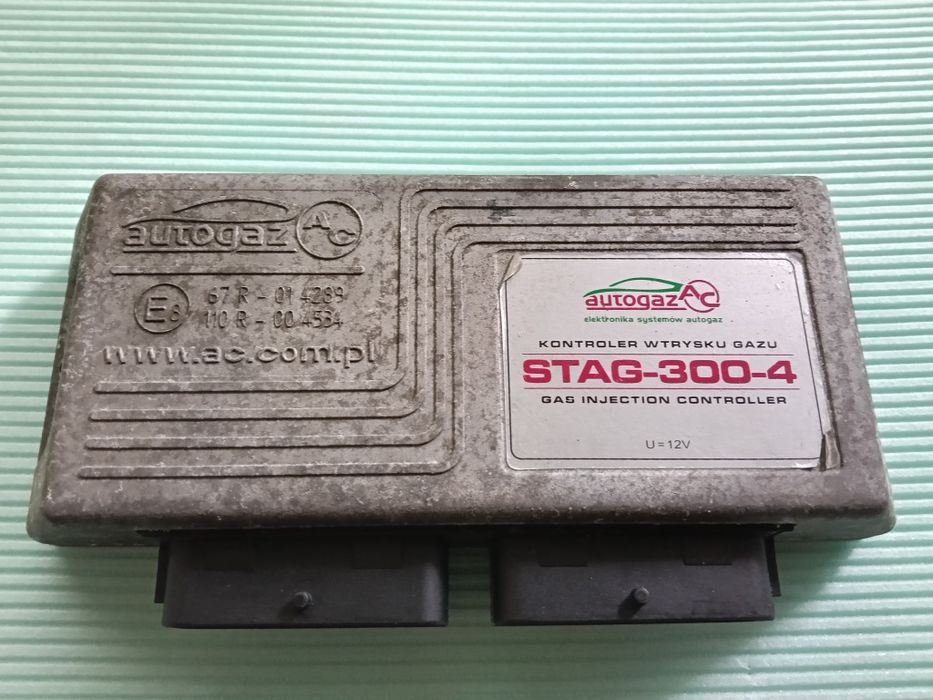 autogaz AC
E8
67 R - 01 4289
110 R - 00 4534
www.ac.com.pl
autogaz AC
elektronika systemów autogaz
KONTROLER WTRYSKU GAZU
STAG-300-4
GAS INJECTION CONTROLLER
U = 12V